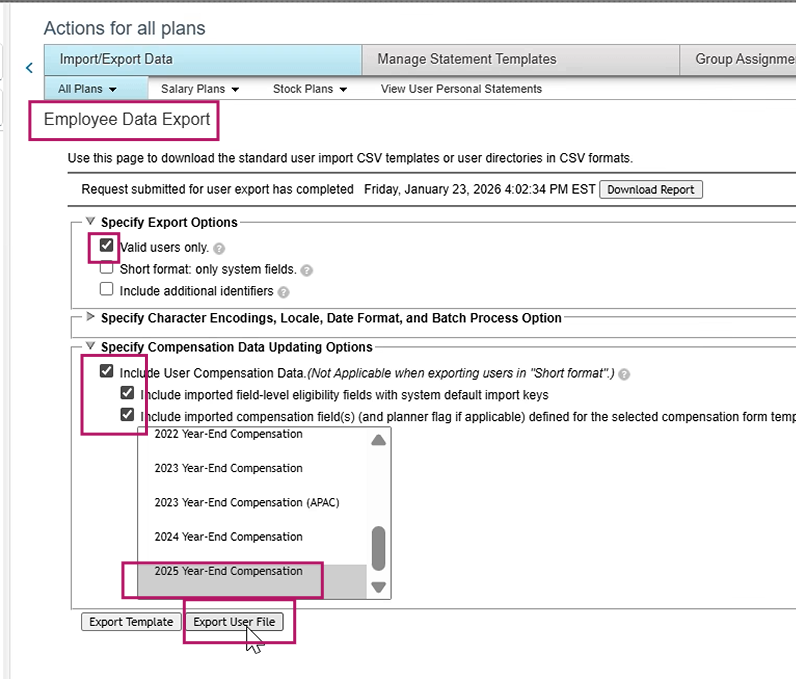 Actions for all plans
Import/Export Data
Manage Statement Templates
Group Assignme
All Plans
Salary Plans
Stock Plans
View User Personal Statements
Employee Data Export
Use this page to download the standard user import CSV templates or user directories in CSV formats.
Request submitted for user export has completed Friday, January 23, 2026 4:02:34 PM EST Download Report
Specify Export Options
Valid users only.
Short format: only system fields.
Include additional identifiers
Specify Character Encodings, Locale, Date Format, and Batch Process Option
Specify Compensation Data Updating Options
Include User Compensation Data.(Not Applicable when exporting users in "Short format".)
Include imported field-level eligibility fields with system default import keys
Include imported compensation field(s) (and planner flag if applicable) defined for the selected compensation form temp
2022 Year-End Compensation
2023 Year-End Compensation
2023 Year-End Compensation (APAC)
2024 Year-End Compensation
2025 Year-End Compensation
Export Template
Export User File